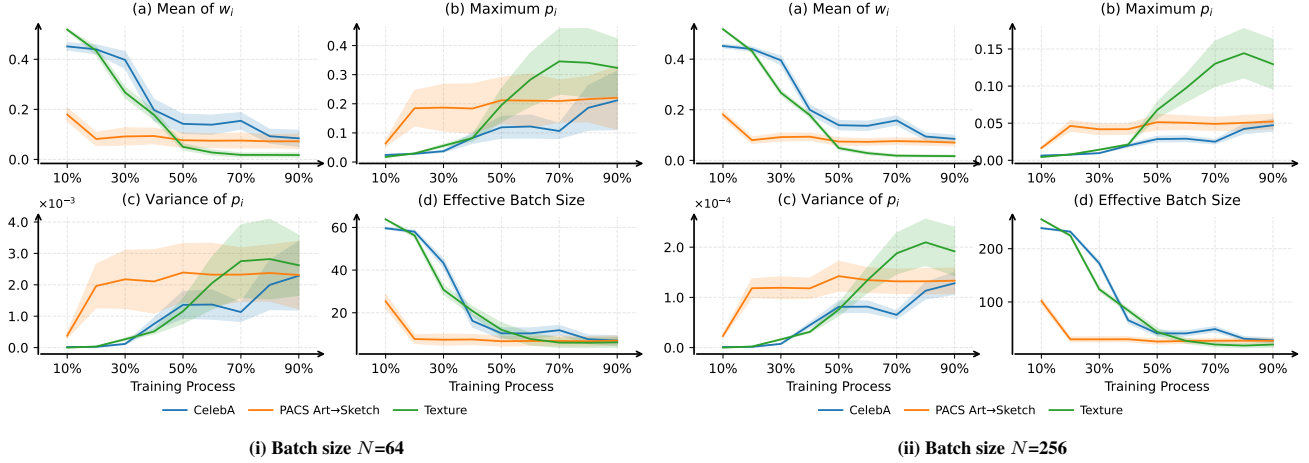 (a) Mean of wᵢ
0.4
0.2
0.0
10% 30% 50% 70% 90%
(b) Maximum pᵢ
0.4
0.3
0.2
0.1
0.0
10% 30% 50% 70% 90%
(c) Variance of pᵢ
×10⁻³
4.0
3.0
2.0
1.0
0.0
10% 30% 50% 70% 90%
Training Process
(d) Effective Batch Size
60
40
20
10% 30% 50% 70% 90%
Training Process
CelebA PACS Art→Sketch Texture
(i) Batch size N=64
(a) Mean of wᵢ
0.4
0.2
0.0
10% 30% 50% 70% 90%
(b) Maximum pᵢ
0.15
0.10
0.05
0.00
10% 30% 50% 70% 90%
(c) Variance of pᵢ
×10⁻⁴
2.0
1.0
0.0
10% 30% 50% 70% 90%
Training Process
(d) Effective Batch Size
200
100
10% 30% 50% 70% 90%
Training Process
CelebA PACS Art→Sketch Texture
(ii) Batch size N=256